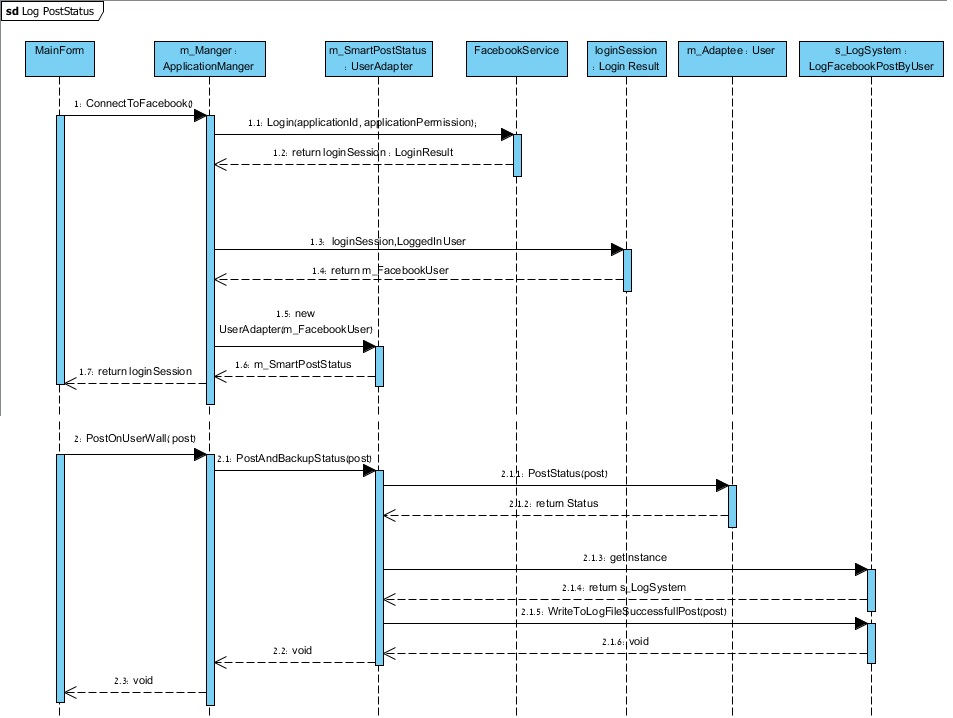 sd Log PostStatus
MainForm
m_Manger :
ApplicationManger
m_SmartPostStatus
: UserAdapter
FacebookService
loginSession
: Login Result
m_Adaptee : User
s_LogSystem :
LogFacebookPostByUser
1: ConnectToFacebook()
1.1: Login(applicationId, applicationPermission);
1.2: return loginSession : LoginResult
1.3: loginSession,LoggedInUser
1.4: return m_FacebookUser
1.5: new
UserAdapter(m_FacebookUser)
1.6: m_SmartPostStatus
1.7: return loginSession
2: PostOnUserWall(post)
2.1: PostAndBackupStatus(post)
2.1.1: PostStatus(post)
2.1.2: return Status
2.1.3: getInstance
2.1.4: return s_LogSystem
2.1.5: WriteToLogFileSuccessfullPost(post)
2.1.6: void
2.2: void
2.3: void